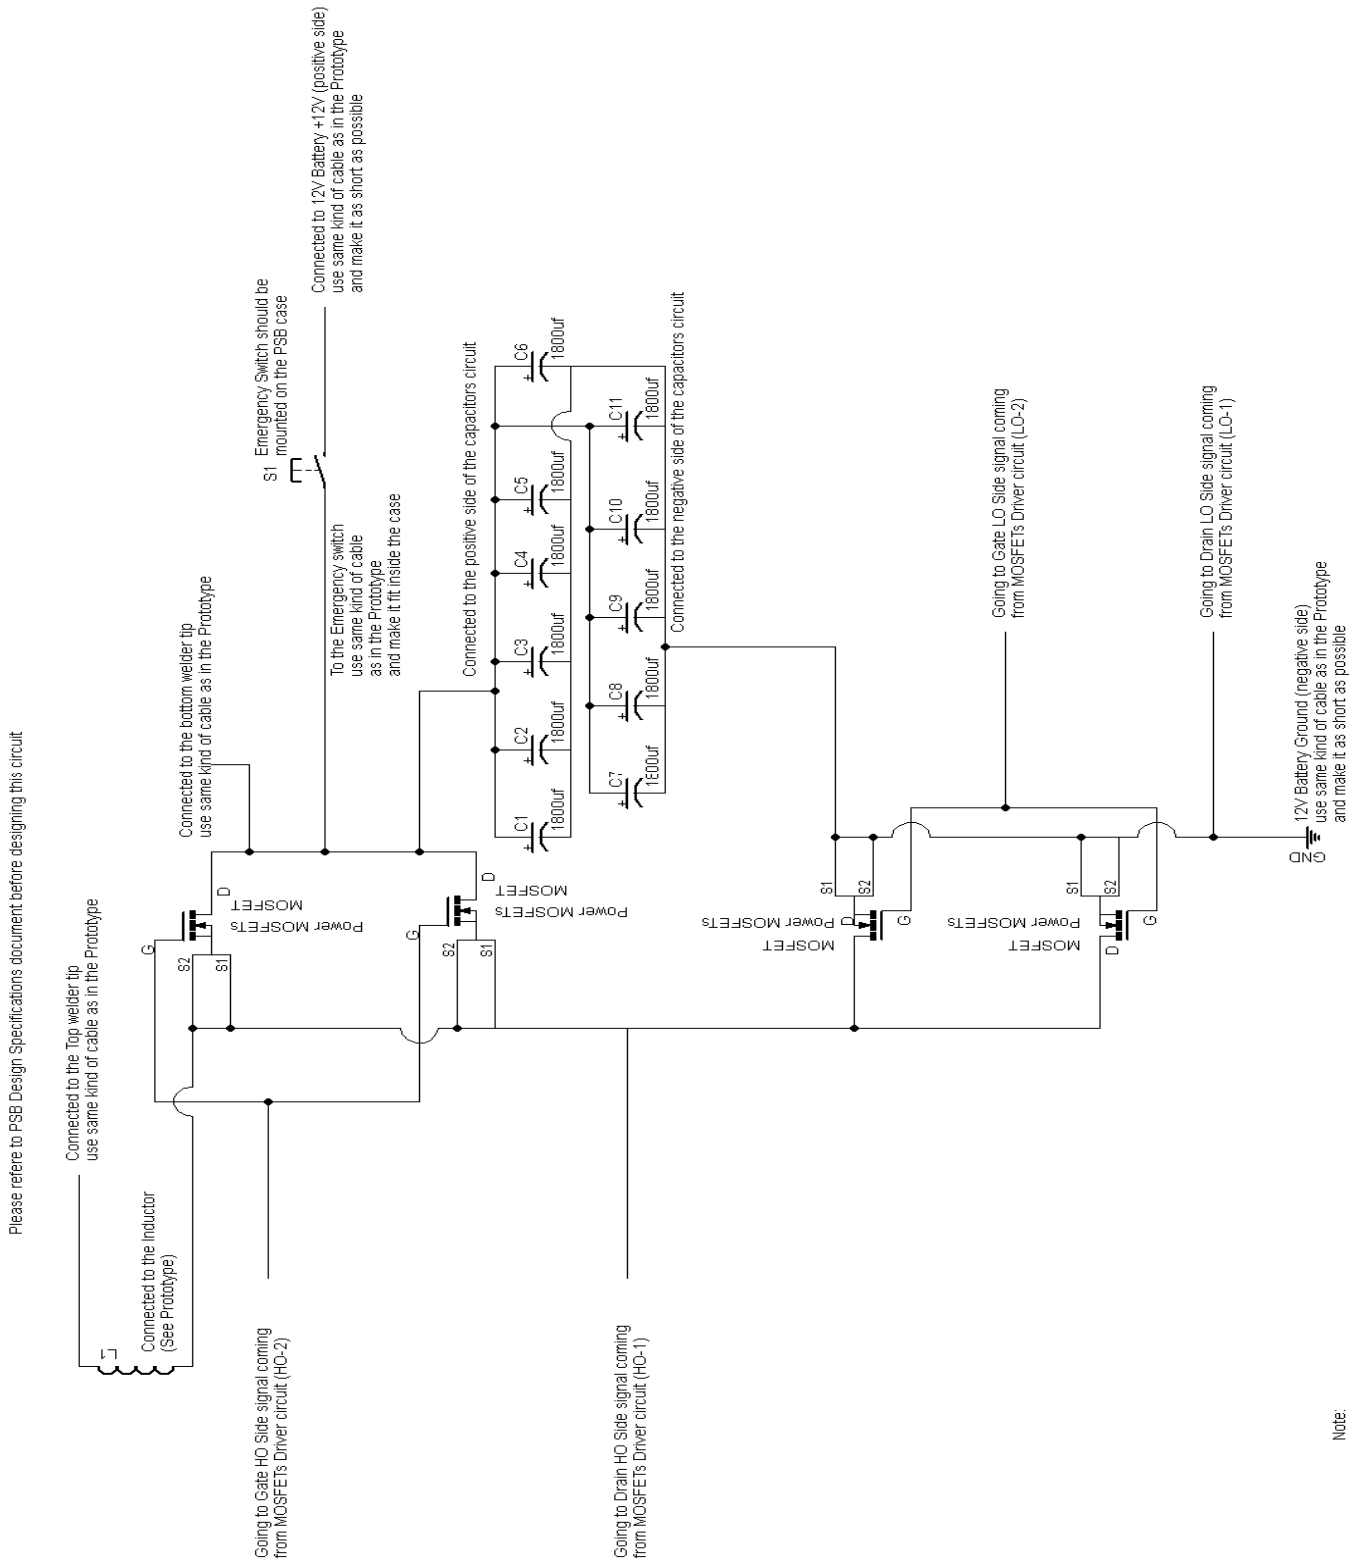 Please refere to PSB Design Specifications document before designing this circuit
Connected to the Top welder tip
use same kind of cable as in the Prototype
L1
Connected to the Inductor
(See Prototype)
Connected to the bottom welder tip
use same kind of cable as in the Prototype
G
S2
S1
D
MOSFET
Power MOSFETs
Going to Gate HO Side signal coming
from MOSFETs Driver circuit (HO-2)
S1
Emergency Switch should be
mounted on the PSB case
Connected to 12V Battery +12V (positive side)
use same kind of cable as in the Prototype
and make it as short as possible
To the Emergency switch
use same kind of cable
as in the Prototype
and make it fit inside the case
G
S2
S1
D
MOSFET
Power MOSFETs
Connected to the positive side of the capacitors circuit
+ C1
1800uf
+ C2
1800uf
+ C3
1800uf
+ C4
1800uf
+ C5
1800uf
+ C6
1800uf
+ C7
1800uf
+ C8
1800uf
+ C9
1800uf
+ C10
1800uf
+ C11
1800uf
Connected to the negative side of the capacitors circuit
Going to Drain HO Side signal coming
from MOSFETs Driver circuit (HO-1)
S1
S2
D
G
Power MOSFETs
MOSFET
Going to Gate LO Side signal coming
from MOSFETs Driver circuit (LO-2)
S1
S2
D
G
Power MOSFETs
MOSFET
Going to Drain LO Side signal coming
from MOSFETs Driver circuit (LO-1)
GND
12V Battery Ground (negative side)
use same kind of cable as in the Prototype
and make it as short as possible
Note: